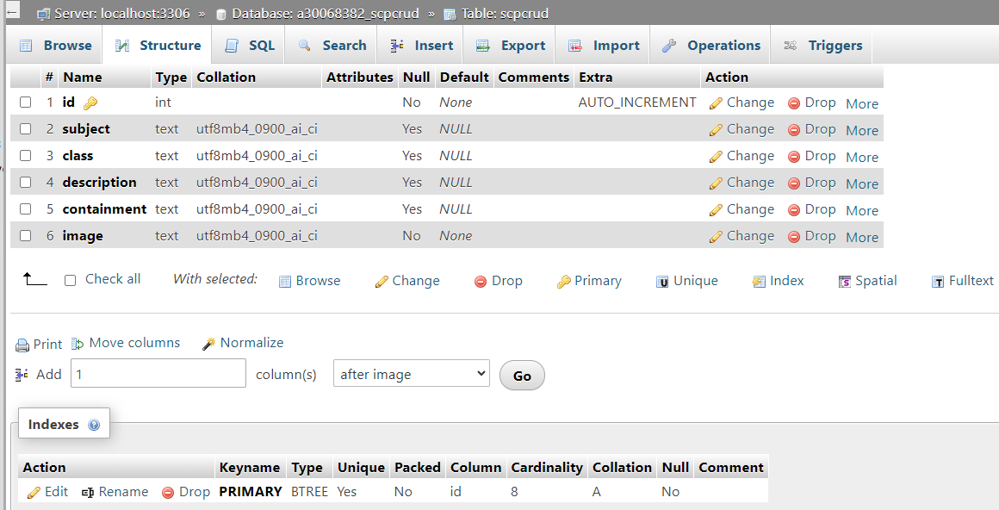 Server: localhost:3306 » Database: a30068382_scpcrud » Table: scpcrud
Browse Structure SQL Search Insert Export Import Operations Triggers
# Name Type Collation Attributes Null Default Comments Extra Action
1 id int No None AUTO_INCREMENT Change Drop More
2 subject text utf8mb4_0900_ai_ci Yes NULL Change Drop More
3 class text utf8mb4_0900_ai_ci Yes NULL Change Drop More
4 description text utf8mb4_0900_ai_ci Yes NULL Change Drop More
5 containment text utf8mb4_0900_ai_ci Yes NULL Change Drop More
6 image text utf8mb4_0900_ai_ci No None Change Drop More
Check all With selected: Browse Change Drop Primary Unique Index Spatial Fulltext
Print Move columns Normalize
Add 1 column(s) after image Go
Indexes
Action Keyname Type Unique Packed Column Cardinality Collation Null Comment
Edit Rename Drop PRIMARY BTREE Yes No id 8 A No